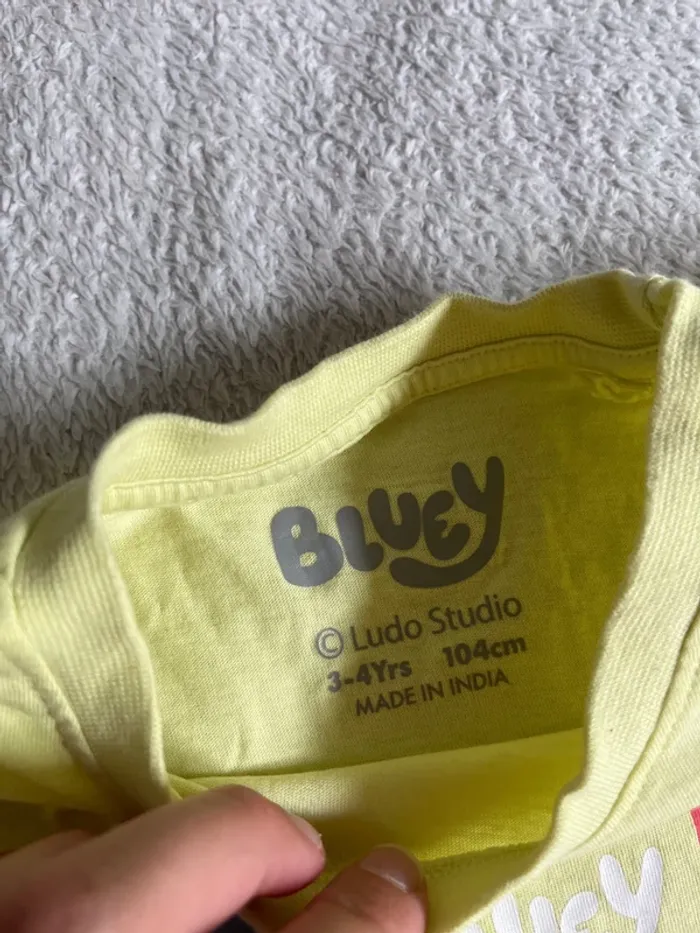 BLUEY
© Ludo Studio
3-4Yrs 104cm
MADE IN INDIA